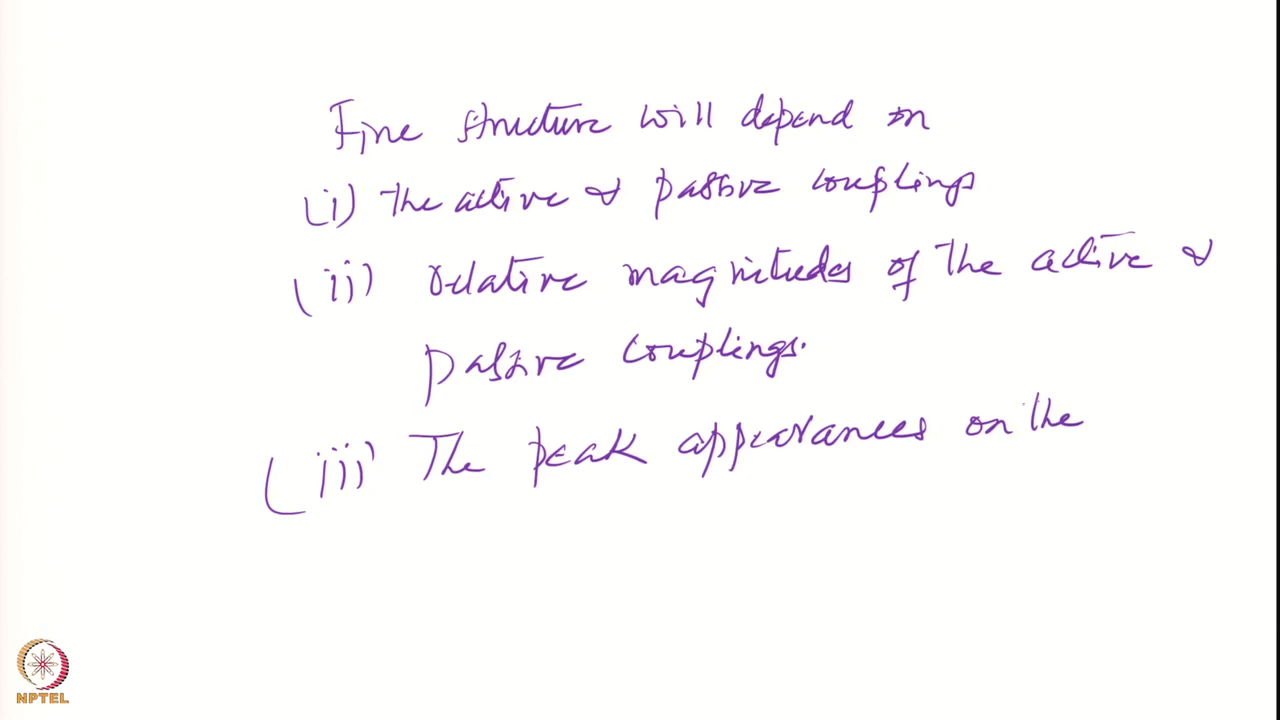 Fine structure will depend on
(i) The active & passive couplings
(ii) relative magnitudes of the active &
passive couplings.
(iii) The peak appearances on the
NPTEL